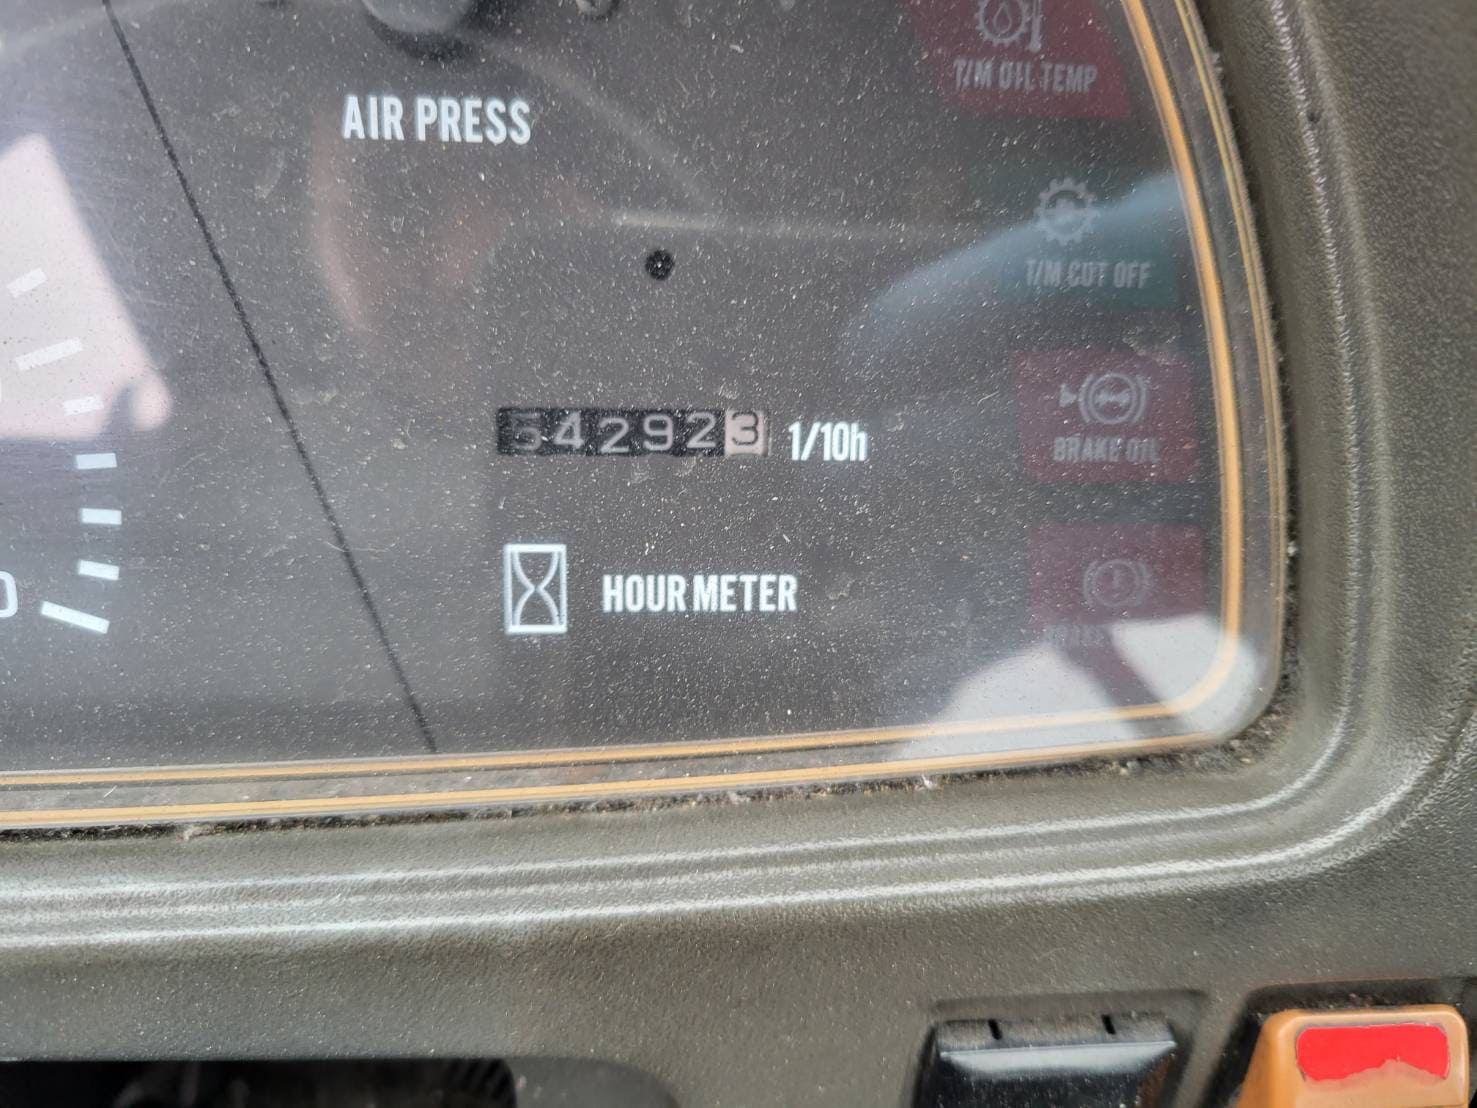 T/M OIL TEMP
AIR PRESS
T/M CUT OFF
542923 1/10h
BRAKE OIL
HOUR METER